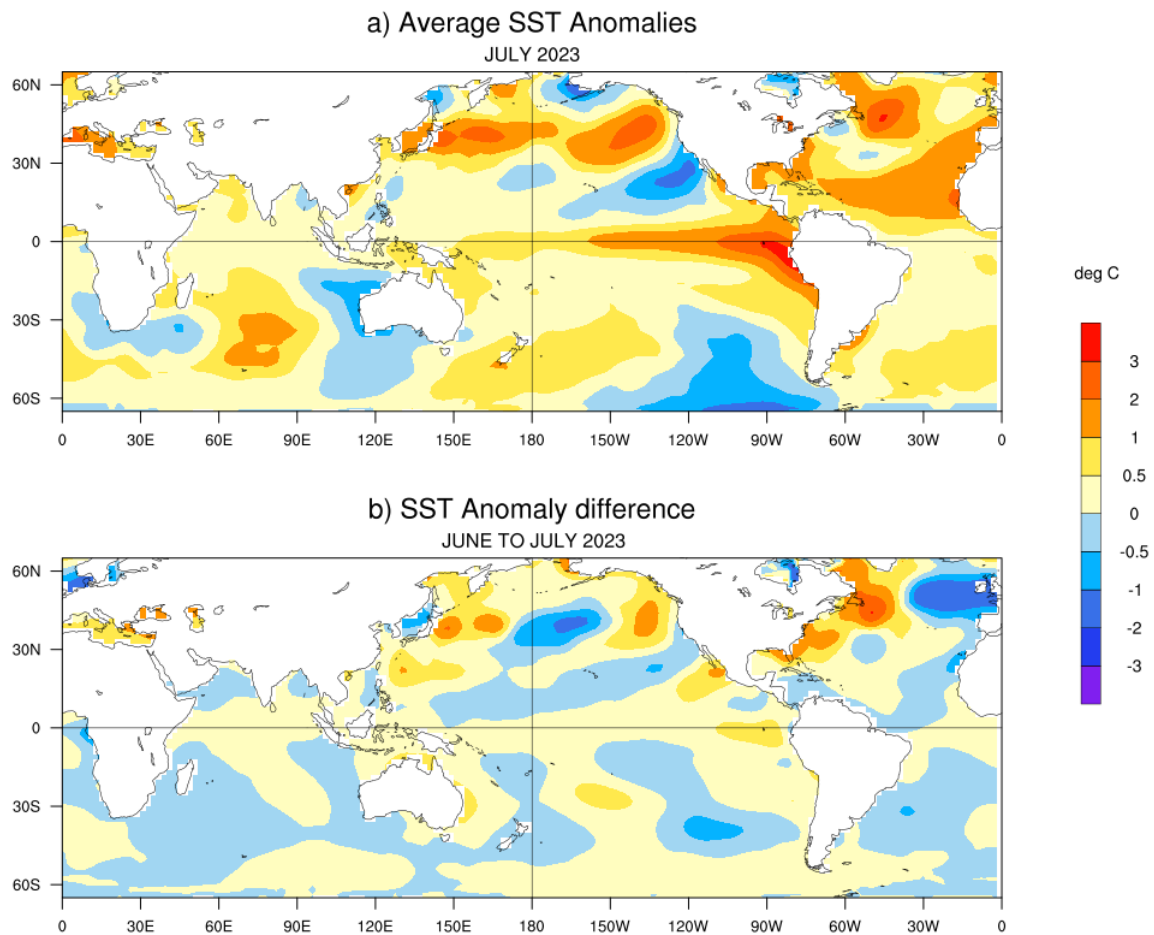 a) Average SST Anomalies
JULY 2023
60N
30N
0
30S
60S
0 30E 60E 90E 120E 150E 180 150W 120W 90W 60W 30W 0
deg C
3
2
1
0.5
0
-0.5
-1
-2
-3
b) SST Anomaly difference
JUNE TO JULY 2023
60N
30N
0
30S
60S
0 30E 60E 90E 120E 150E 180 150W 120W 90W 60W 30W 0